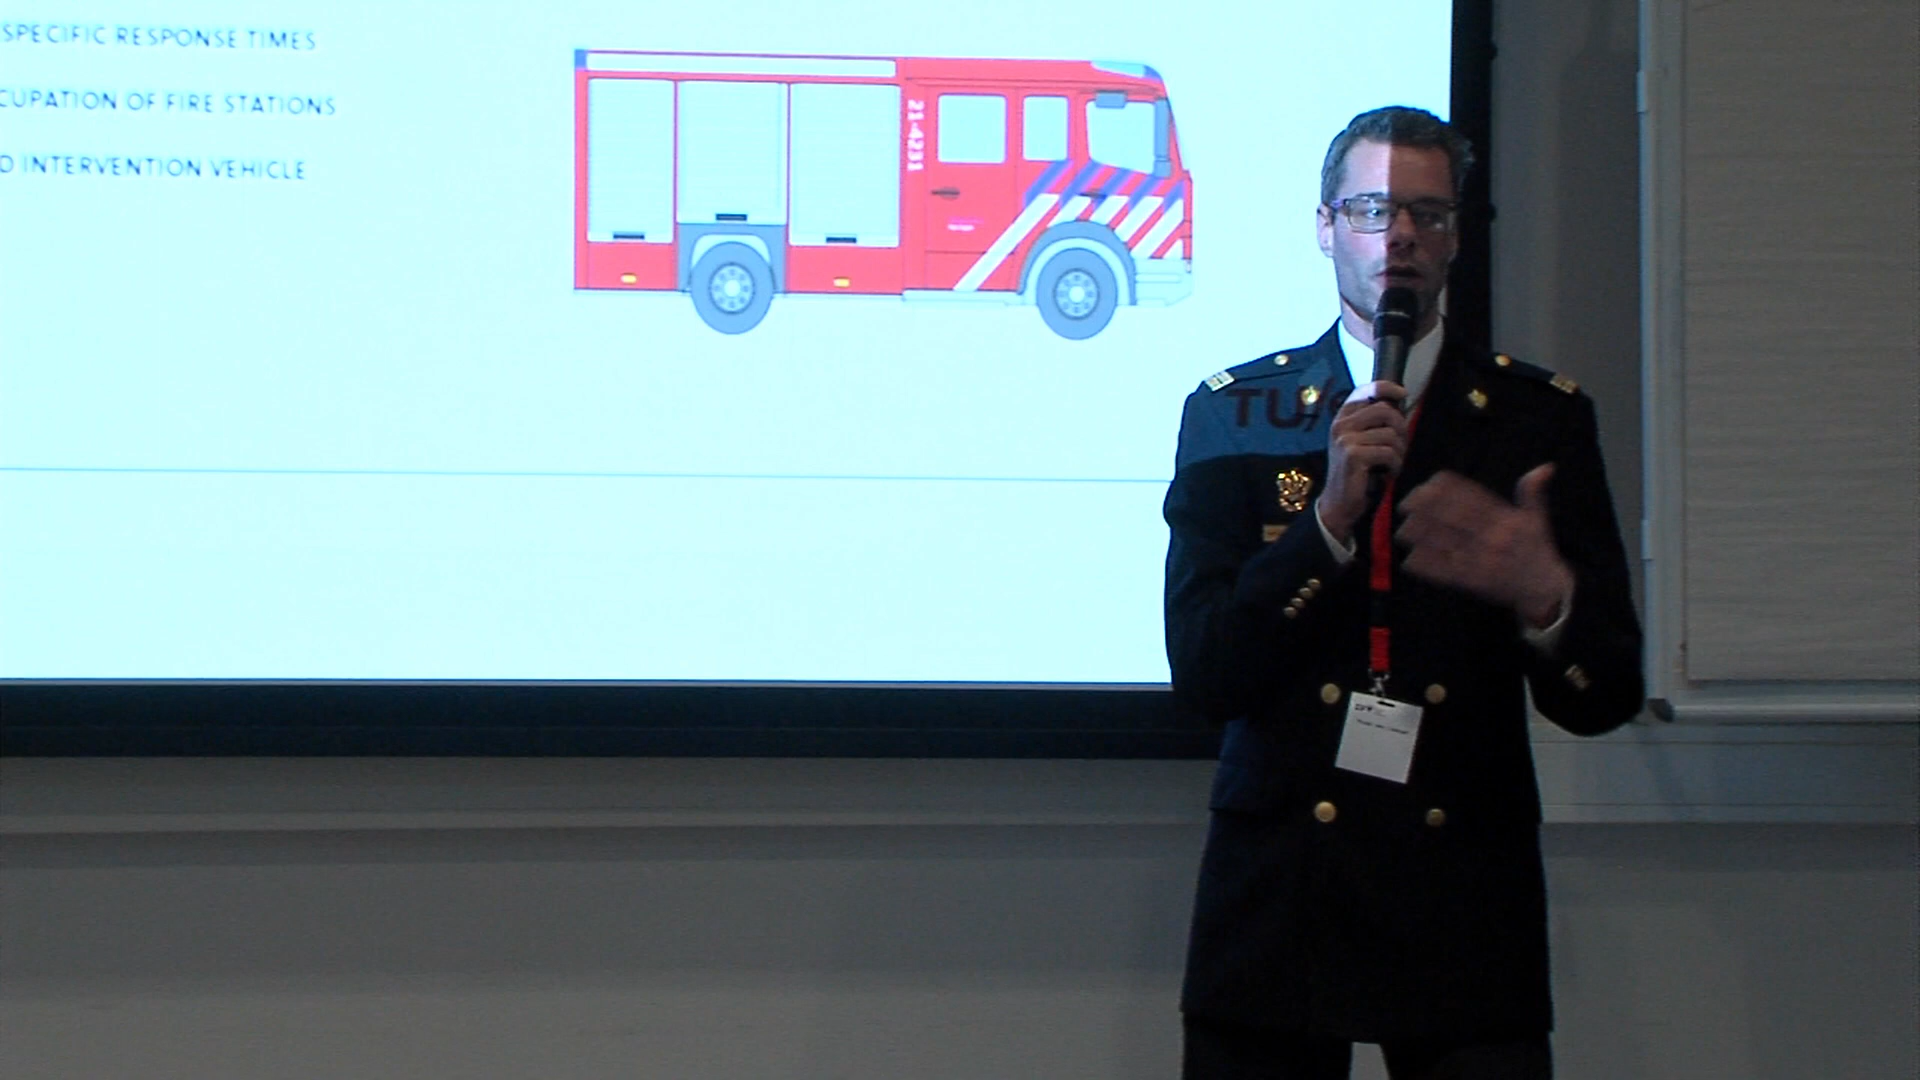 SPECIFIC RESPONSE TIMES
CUPATION OF FIRE STATIONS
D INTERVENTION VEHICLE
21-4231
TU/e